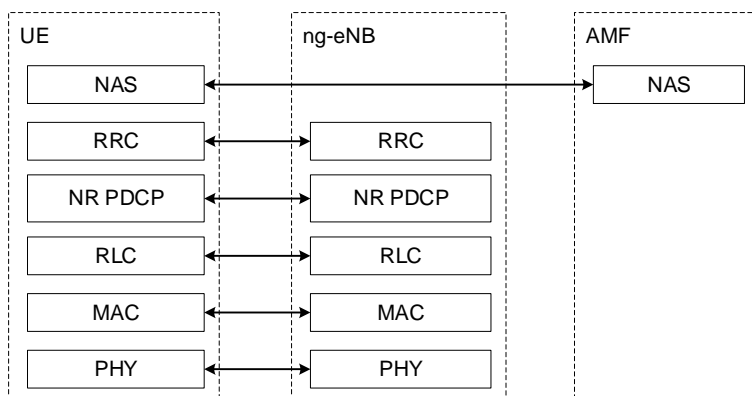 UE ng-eNB AMF
NAS NAS
RRC RRC
NR PDCP NR PDCP
RLC RLC
MAC MAC
PHY PHY